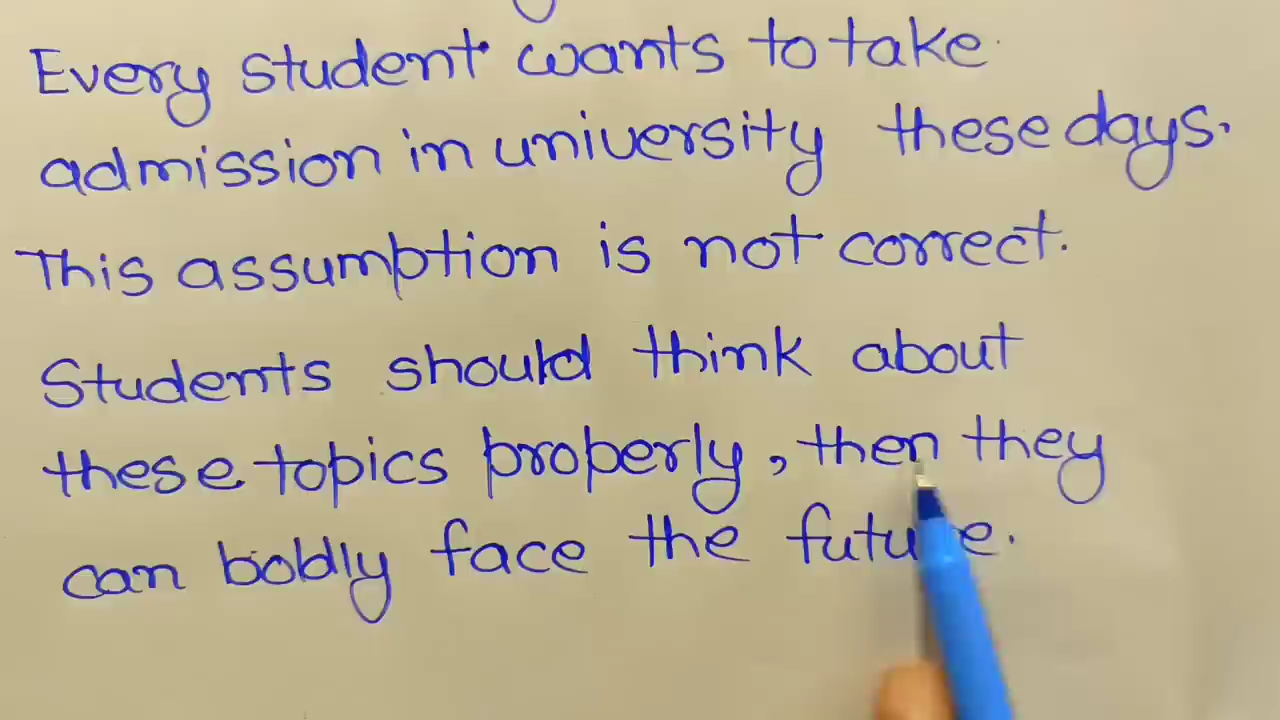 Every student wants to take
admission in university these days.
This assumption is not correct.
Students should think about
these topics properly, then they
can boldly face the future.